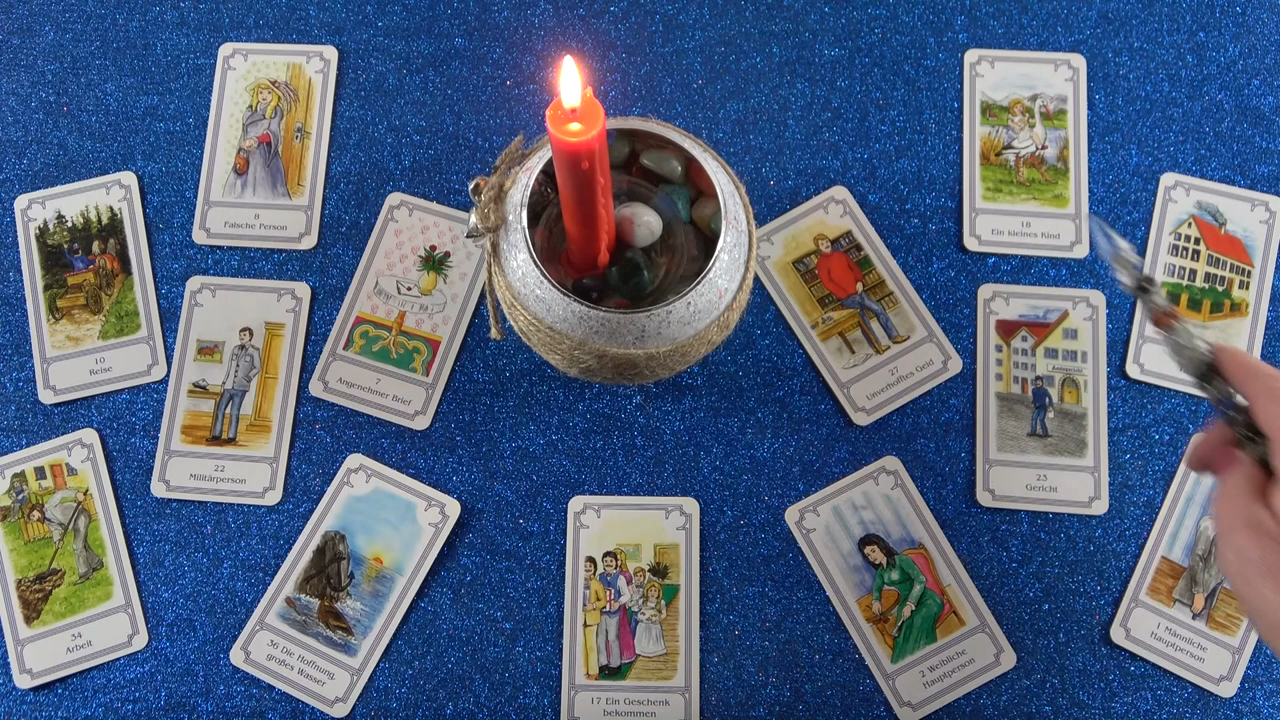 8
Falsche Person
18
Ein kleines Kind
10
Reise
7
Angenehmer Brief
27
Unverhofftes Geld
22
Militärperson
Amtsgericht
23
Gericht
34
Arbeit
36 Die Hoffnung,
großes Wasser
17 Ein Geschenk
bekommen
2 Weibliche
Hauptperson
1 Männliche
Hauptperson